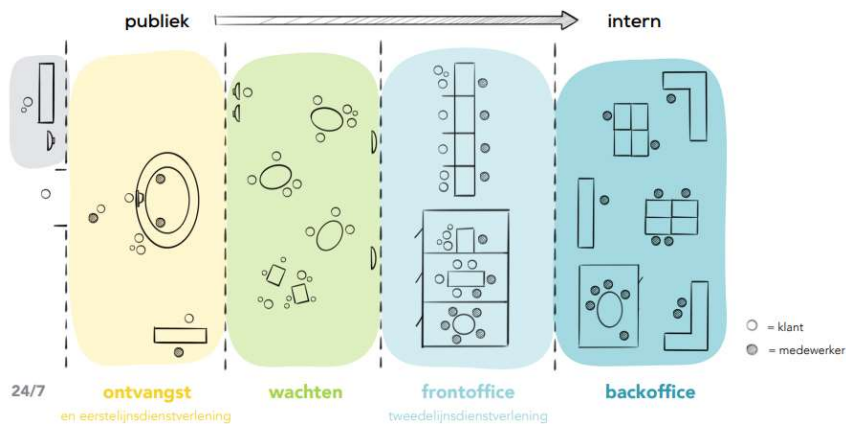 publiek
intern
= klant
= medewerker
24/7
ontvangst
wachten
frontoffice
backoffice
en eerstelijnsdienstverlening
tweedelijnsdienstverlening